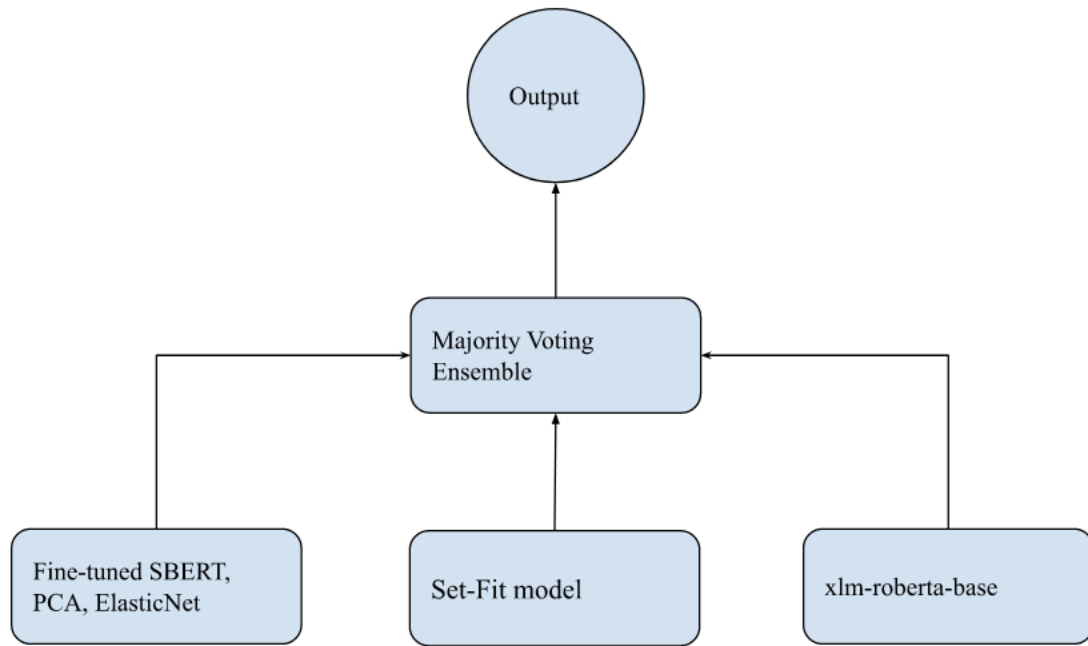 Output
Majority Voting
Ensemble
Fine-tuned SBERT,
PCA, ElasticNet
Set-Fit model
xlm-roberta-base